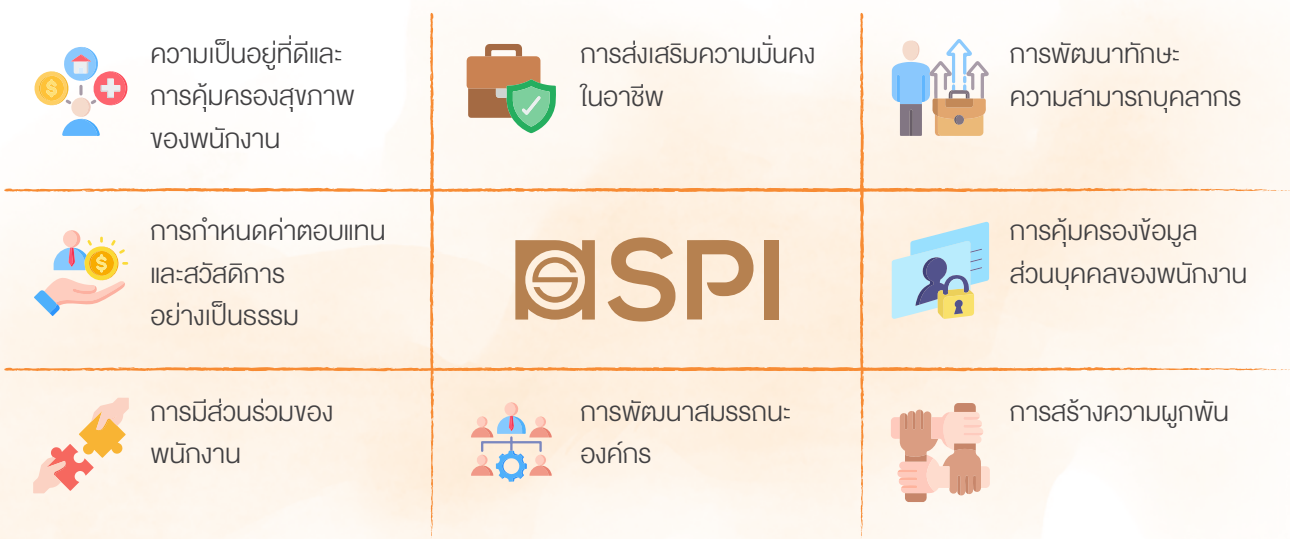 ความเป็นอยู่ที่ดีและ
การคุ้มครองสุขภาพ
ของพนักงาน
การส่งเสริมความมั่นคง
ในอาชีพ
การพัฒนาทักษะ
ความสามารถบุคลากร
การกำหนดค่าตอบแทน
และสวัสดิการ
อย่างเป็นธรรม
SPI
การคุ้มครองข้อมูล
ส่วนบุคคลของพนักงาน
การมีส่วนร่วมของ
พนักงาน
การพัฒนาสมรรถนะ
องค์กร
การสร้างความผูกพัน